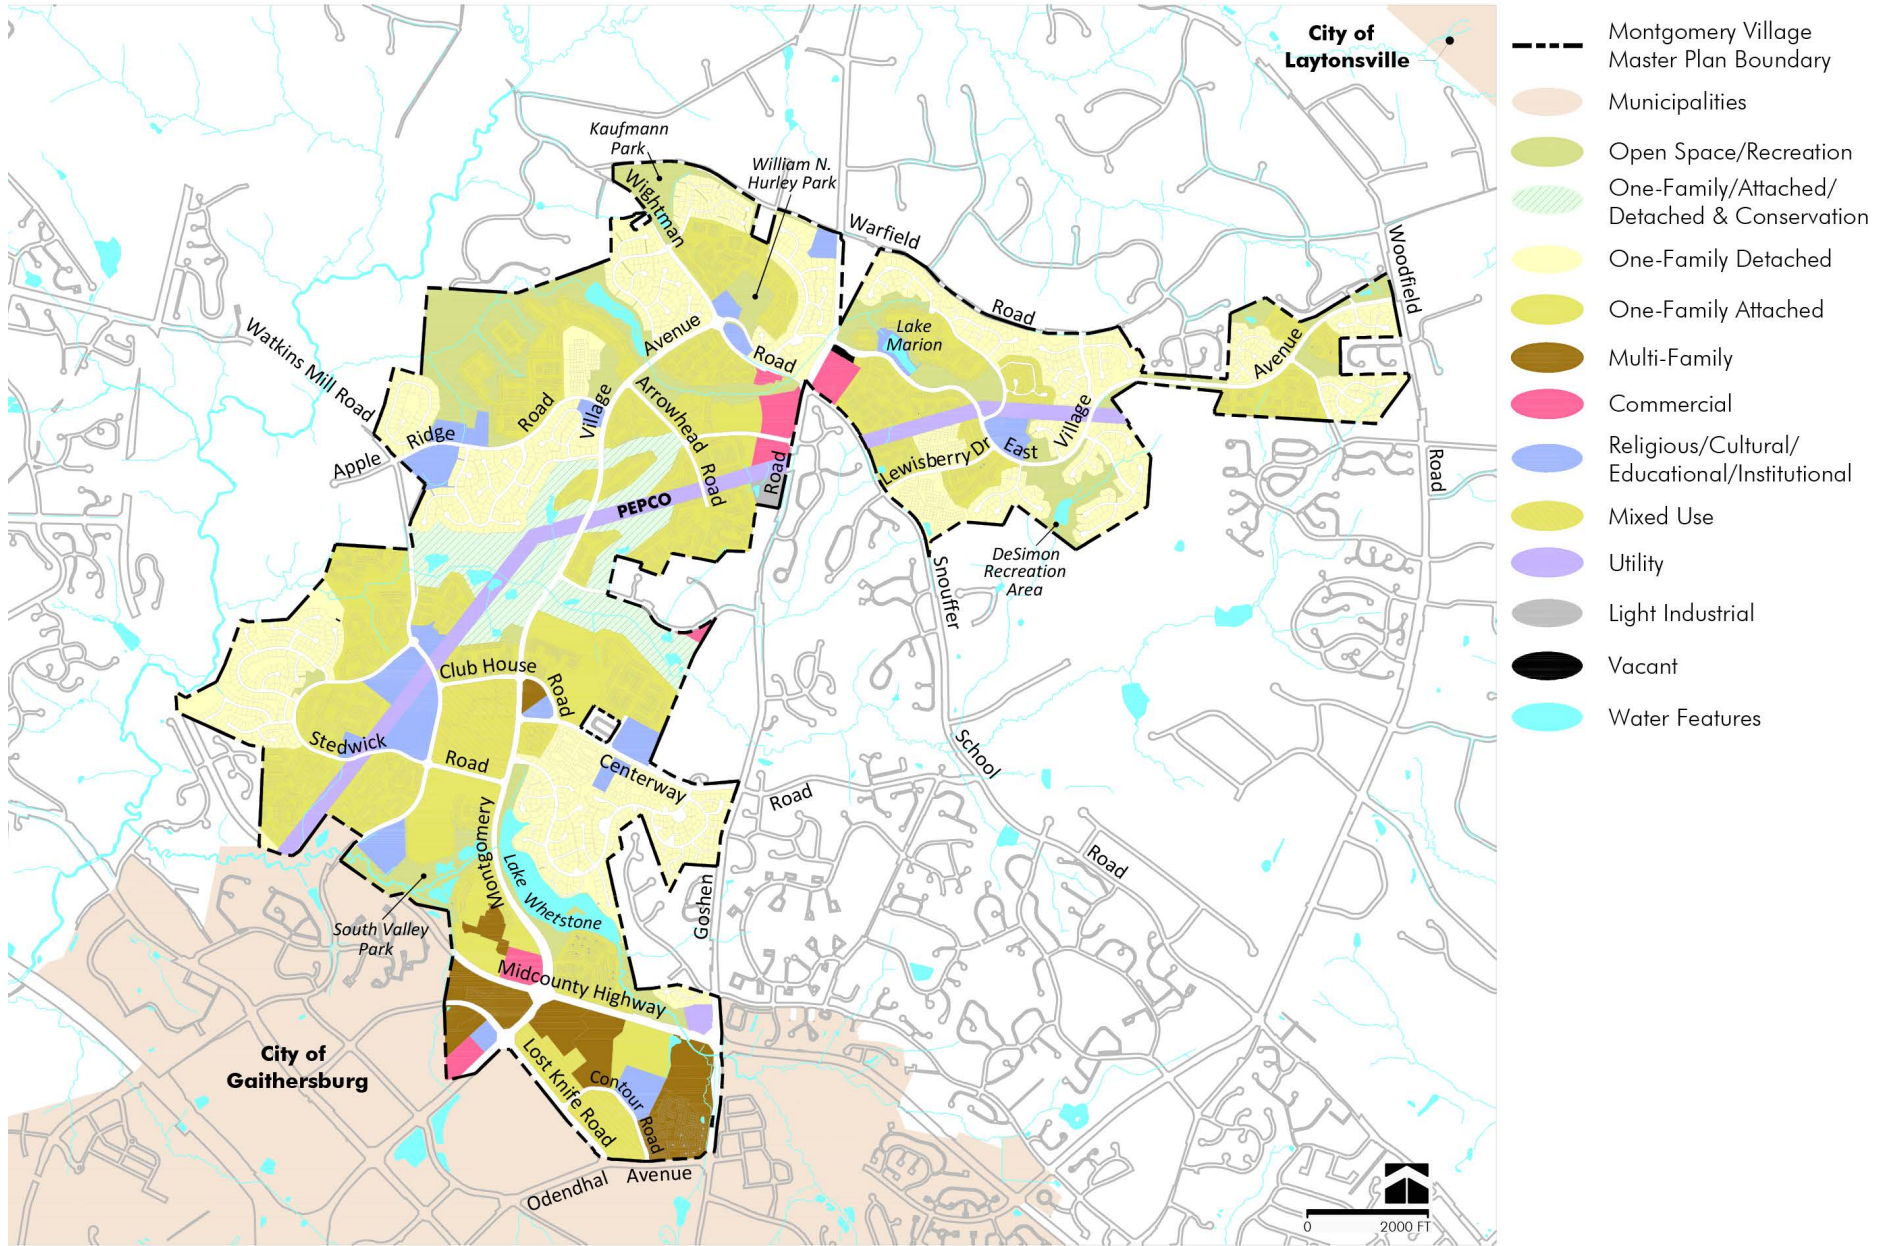 City of
Laytonsville
Kaufmann
Park
William N.
Hurley Park
Wightman
Warfield
Road
Woodfield
Road
Watkins Mill Road
Avenue
Road
Lake
Marion
Avenue
Arrowhead
Road
Village
Road
Ridge
Apple
Village
East
Lewisberry Dr
Road
PEPCO
DeSimon
Recreation
Area
Snouffer
School
Road
Club House
Road
Stedwick
Road
Centerway
Road
Montgomery
Lake Whetstone
Goshen
South Valley
Park
Midcounty Highway
City of
Gaithersburg
Lost Knife Road
Contour Road
Odendhal Avenue
0 2000 FT
Montgomery Village
Master Plan Boundary
Municipalities
Open Space/Recreation
One-Family/Attached/
Detached & Conservation
One-Family Detached
One-Family Attached
Multi-Family
Commercial
Religious/Cultural/
Educational/Institutional
Mixed Use
Utility
Light Industrial
Vacant
Water Features